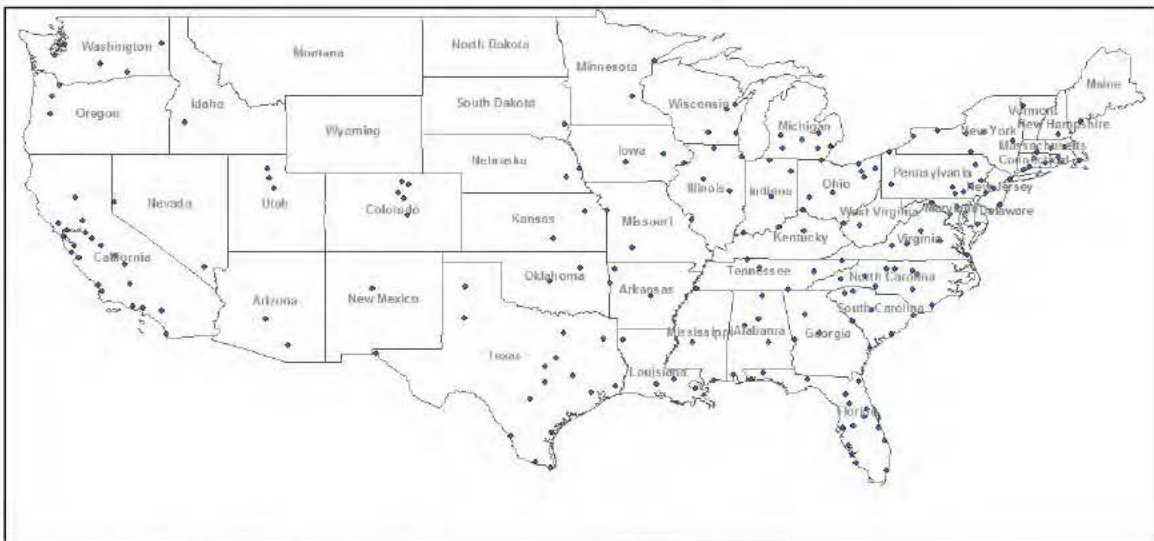 Washington
Montana
North Dakota
Minnesota
Maine
Oregon
Idaho
South Dakota
Wisconsin
Vermont
New Hampshire
Wyoming
Michigan
New York
Massachusetts
Iowa
Nebraska
Connecticut
Pennsylvania
Nevada
Utah
Colorado
Illinois
Indiana
Ohio
New Jersey
Kansas
Missouri
West Virginia
Maryland
Delaware
California
Kentucky
Virginia
Oklahoma
Tennessee
North Carolina
Arizona
New Mexico
Arkansas
South Carolina
Mississippi
Alabama
Georgia
Texas
Louisiana
Florida